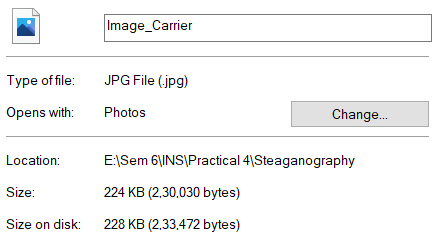 Image_Carrier
Type of file: JPG File (.jpg)
Opens with: Photos Change...
Location: E:\Sem 6\INS\Practical 4\Steaganography
Size: 224 KB (2,30,030 bytes)
Size on disk: 228 KB (2,33,472 bytes)